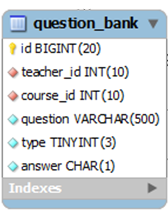 question_bank
id BIGINT(20)
teacher_id INT(10)
course_id INT(10)
question VARCHAR(500)
type TINYINT(3)
answer CHAR(1)
Indexes